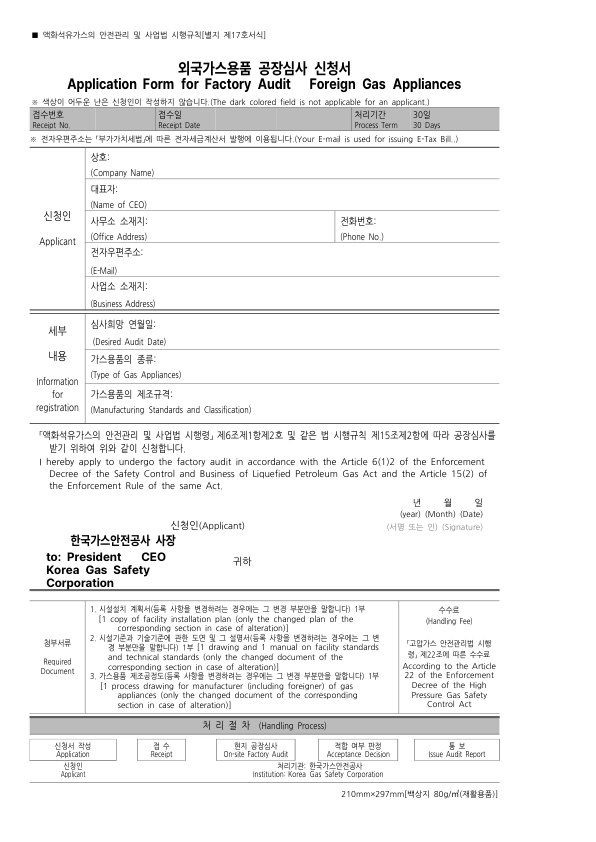 ■ 액화석유가스의 안전관리 및 사업법 시행규칙[별지 제17호서식]
외국가스용품 공장심사 신청서
Application Form for Factory Audit Foreign Gas Appliances
※ 색상이 어두운 난은 신청인이 작성하지 않습니다.(The dark colored field is not applicable for an applicant.)
접수번호 접수일 처리기간 30일
Receipt No. Receipt Date Process Term 30 Days
※ 전자우편주소는 「부가가치세법」에 따른 전자세금계산서 발행에 이용됩니다.(Your E-mail is used for issuing E-Tax Bill..)
신청인
Applicant
상호:
(Company Name)
대표자:
(Name of CEO)
사무소 소재지: 전화번호:
(Office Address) (Phone No.)
전자우편주소:
(E-Mail)
사업소 소재지:
(Business Address)
세부
내용
Information
for
registration
심사희망 연월일:
(Desired Audit Date)
가스용품의 종류:
(Type of Gas Appliances)
가스용품의 제조규격:
(Manufacturing Standards and Classification)
「액화석유가스의 안전관리 및 사업법 시행령」 제6조제1항제2호 및 같은 법 시행규칙 제15조제2항에 따라 공장심사를
받기 위하여 위와 같이 신청합니다.
I hereby apply to undergo the factory audit in accordance with the Article 6(1)2 of the Enforcement
Decree of the Safety Control and Business of Liquefied Petroleum Gas Act and the Article 15(2) of
the Enforcement Rule of the same Act.
년 월 일
(year) (Month) (Date)
신청인(Applicant) (서명 또는 인) (Signature)
한국가스안전공사 사장
to: President CEO
Korea Gas Safety
Corporation
귀하
첨부서류
Required
Document
1. 시설설치 계획서(등록 사항을 변경하려는 경우에는 그 변경 부분만을 말합니다) 1부
[1 copy of facility installation plan (only the changed plan of the
corresponding section in case of alteration)]
2. 시설기준과 기술기준에 관한 도면 및 그 설명서(등록 사항을 변경하려는 경우에는 그 변
경 부분만을 말합니다) 1부 [1 drawing and 1 manual on facility standards
and technical standards (only the changed document of the
corresponding section in case of alteration)]
3. 가스용품 제조공정도(등록 사항을 변경하려는 경우에는 그 변경 부분만을 말합니다) 1부
[1 process drawing for manufacturer (including foreigner) of gas
appliances (only the changed document of the corresponding
section in case of alteration)]
수수료
(Handling Fee)
「고압가스 안전관리법 시행
령」 제22조에 따른 수수료
According to the Article
22 of the Enforcement
Decree of the High
Pressure Gas Safety
Control Act
처 리 절 차 (Handling Process)
신청서 작성 접 수 현지 공장심사 적합 여부 판정 통 보
Application Receipt On-site Factory Audit Acceptance Decision Issue Audit Report
신청인 처리기관: 한국가스안전공사
Applicant Institution: Korea Gas Safety Corporation
210mm×297mm[백상지 80g/㎡(재활용품)]